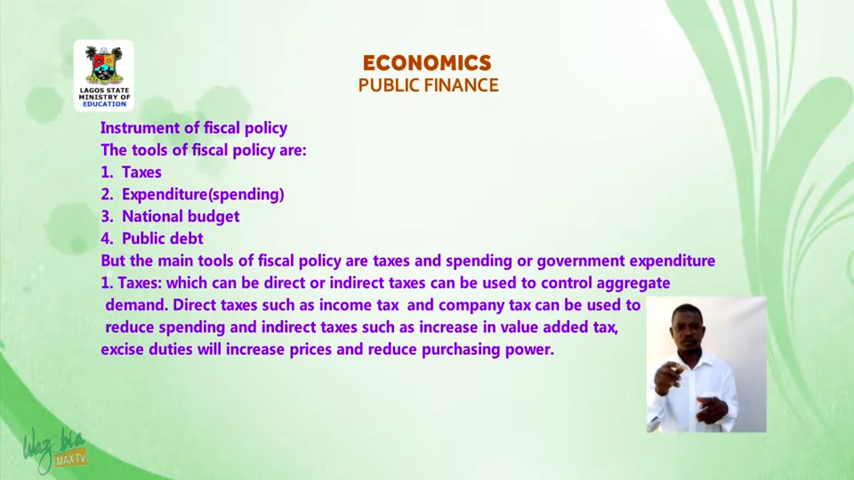 ECONOMICS
PUBLIC FINANCE
LAGOS STATE
MINISTRY OF
EDUCATION
Instrument of fiscal policy
The tools of fiscal policy are:
1. Taxes
2. Expenditure(spending)
3. National budget
4. Public debt
But the main tools of fiscal policy are taxes and spending or government expenditure
1. Taxes: which can be direct or indirect taxes can be used to control aggregate
demand. Direct taxes such as income tax and company tax can be used to
reduce spending and indirect taxes such as increase in value added tax,
excise duties will increase prices and reduce purchasing power.
MAX TV